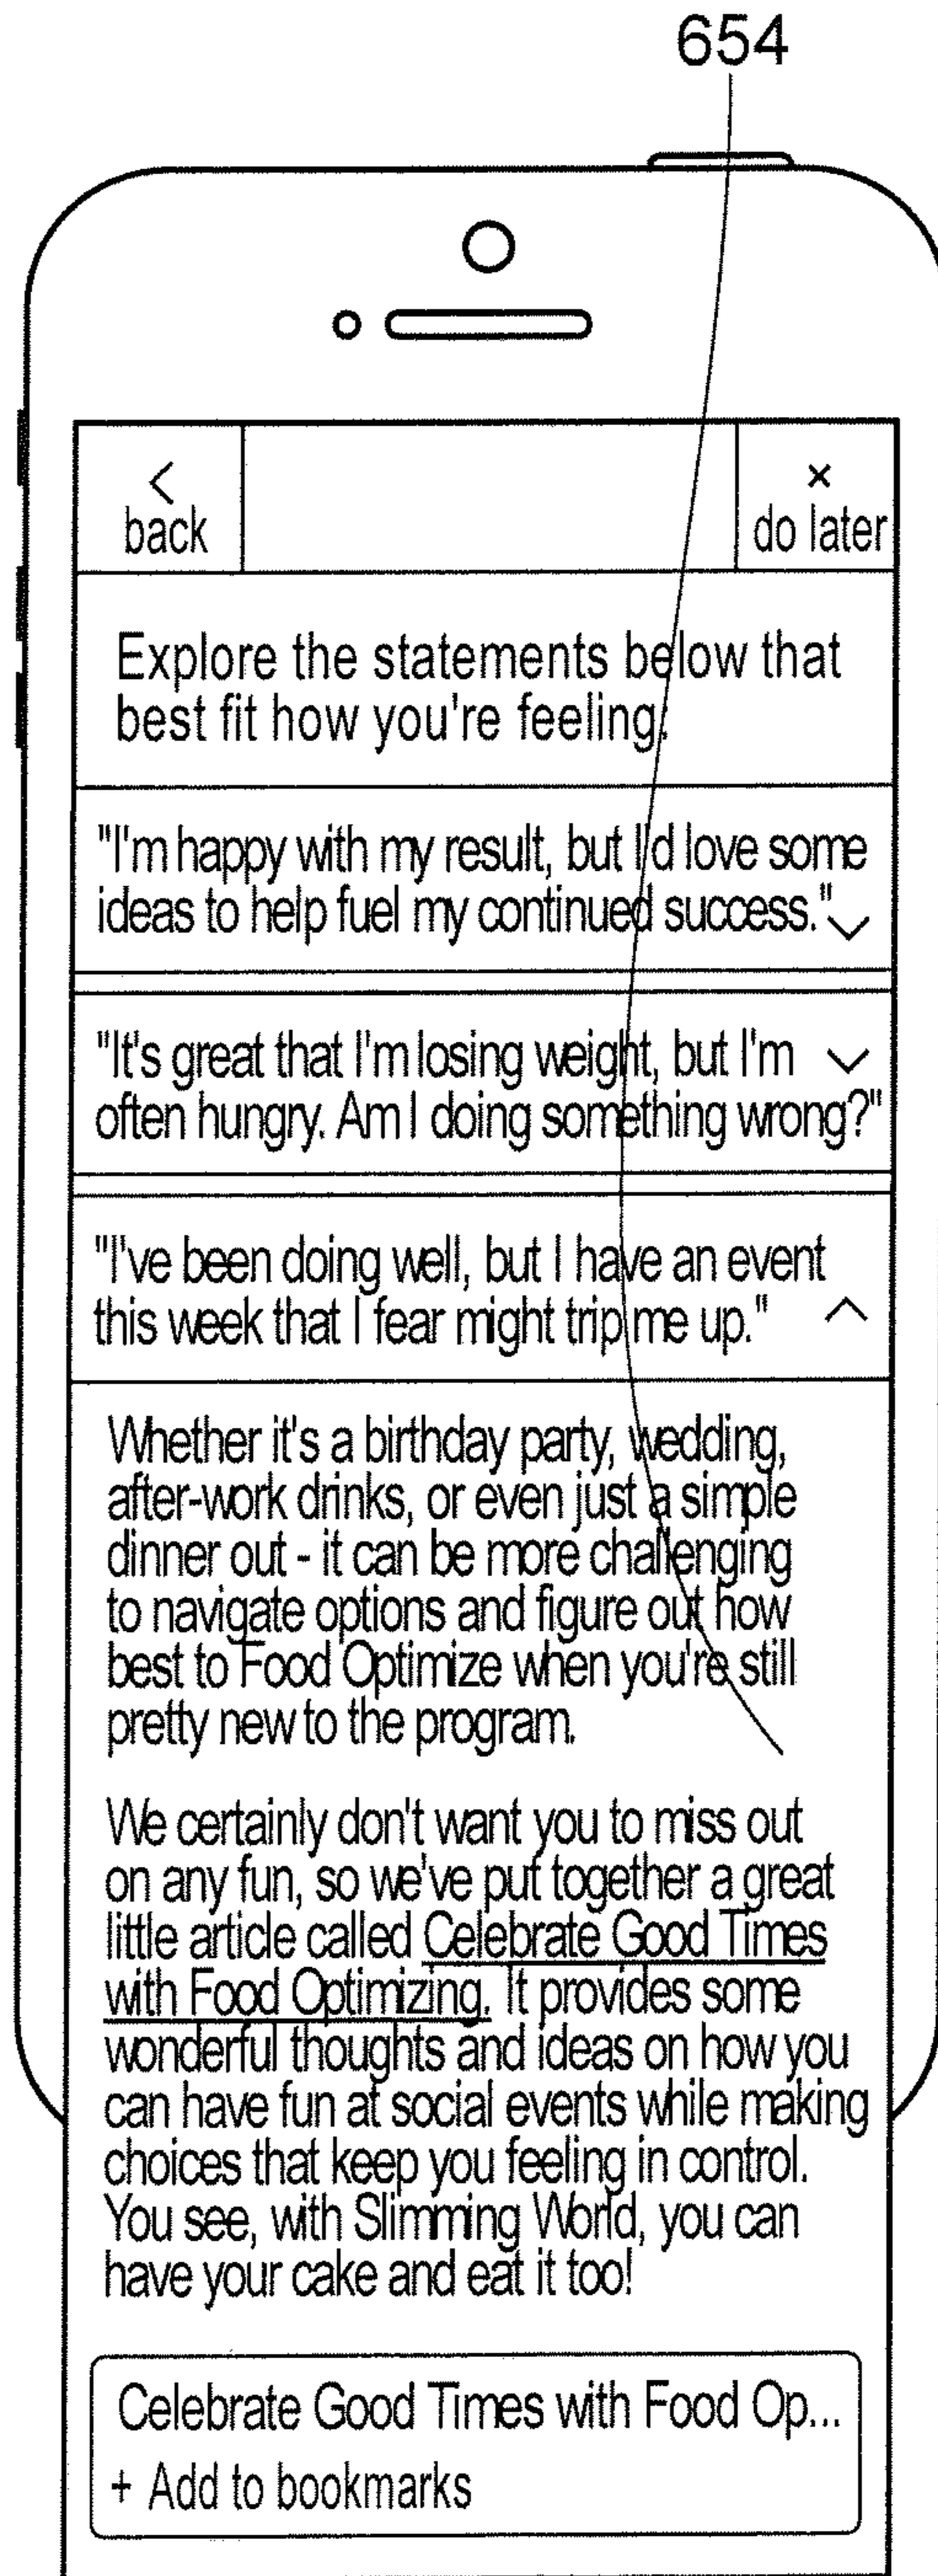 654
< back
× do later
Explore the statements below that
best fit how you're feeling.
"I'm happy with my result, but I'd love some
ideas to help fuel my continued success."
"It's great that I'm losing weight, but I'm
often hungry. Am I doing something wrong?"
"I've been doing well, but I have an event
this week that I fear might trip me up."
Whether it's a birthday party, wedding,
after-work drinks, or even just a simple
dinner out - it can be more challenging
to navigate options and figure out how
best to Food Optimize when you're still
pretty new to the program.
We certainly don't want you to miss out
on any fun, so we've put together a great
little article called Celebrate Good Times
with Food Optimizing. It provides some
wonderful thoughts and ideas on how you
can have fun at social events while making
choices that keep you feeling in control.
You see, with Slimming World, you can
have your cake and eat it too!
Celebrate Good Times with Food Op...
+ Add to bookmarks